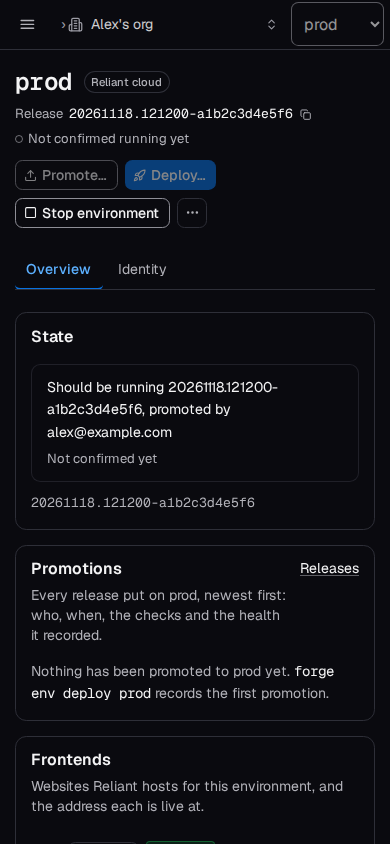 Alex's org
prod
prod
Reliant cloud
Release 20261118.121200-a1b2c3d4e5f6
Not confirmed running yet
Promote...
Deploy...
Stop environment
Overview
Identity
State
Should be running 20261118.121200-
a1b2c3d4e5f6, promoted by
alex@example.com
Not confirmed yet
20261118.121200-a1b2c3d4e5f6
Promotions
Releases
Every release put on prod, newest first:
who, when, the checks and the health
it recorded.
Nothing has been promoted to prod yet. forge
env deploy prod records the first promotion.
Frontends
Websites Reliant hosts for this environment, and
the address each is live at.